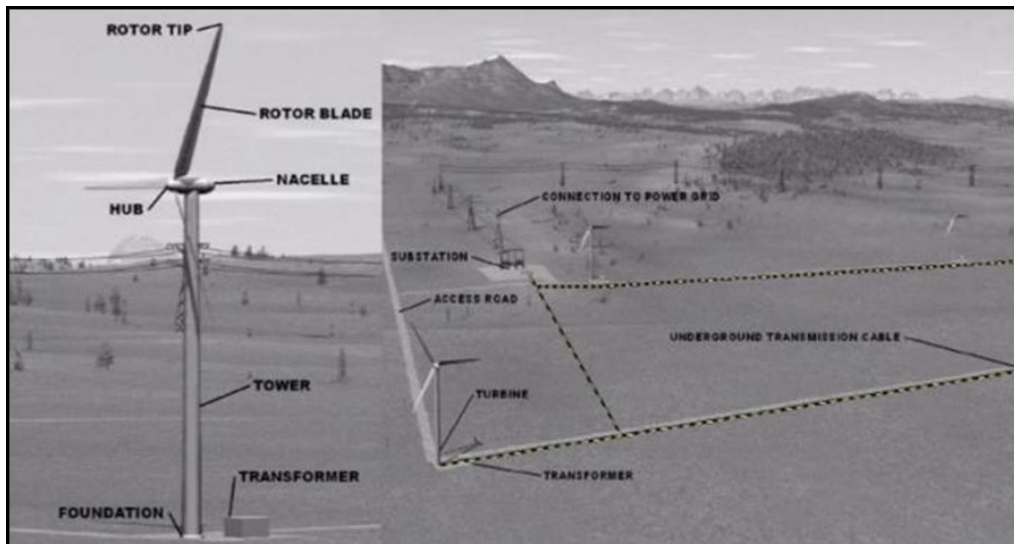 ROTOR TIP
ROTOR BLADE
NACELLE
HUB
TOWER
TRANSFORMER
FOUNDATION
CONNECTION TO POWER GRID
SUBSTATION
ACCESS ROAD
UNDERGROUND TRANSMISSION CABLE
TURBINE
TRANSFORMER